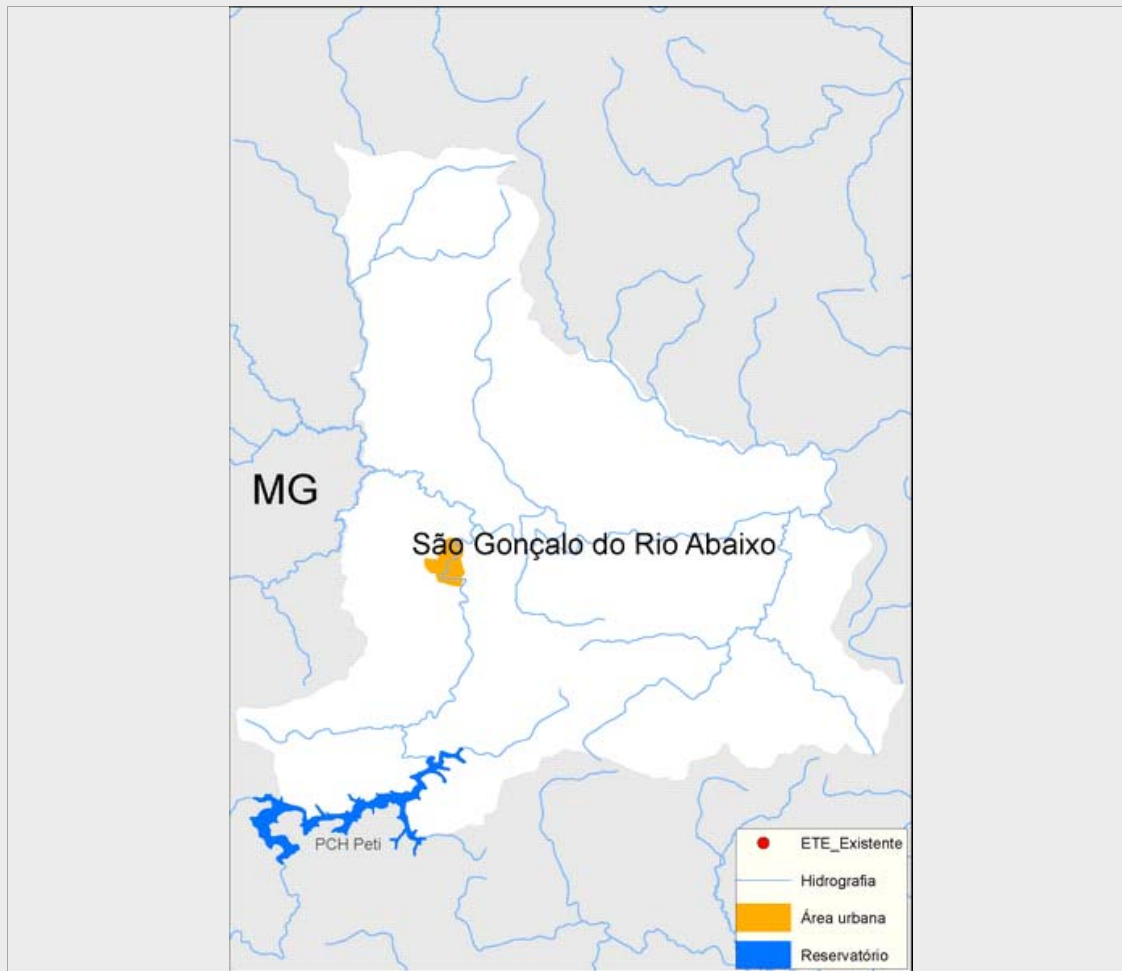 MG
São Gonçalo do Rio Abaixo
PCH Peti
ETE_Existente
Hidrografia
Área urbana
Reservatório